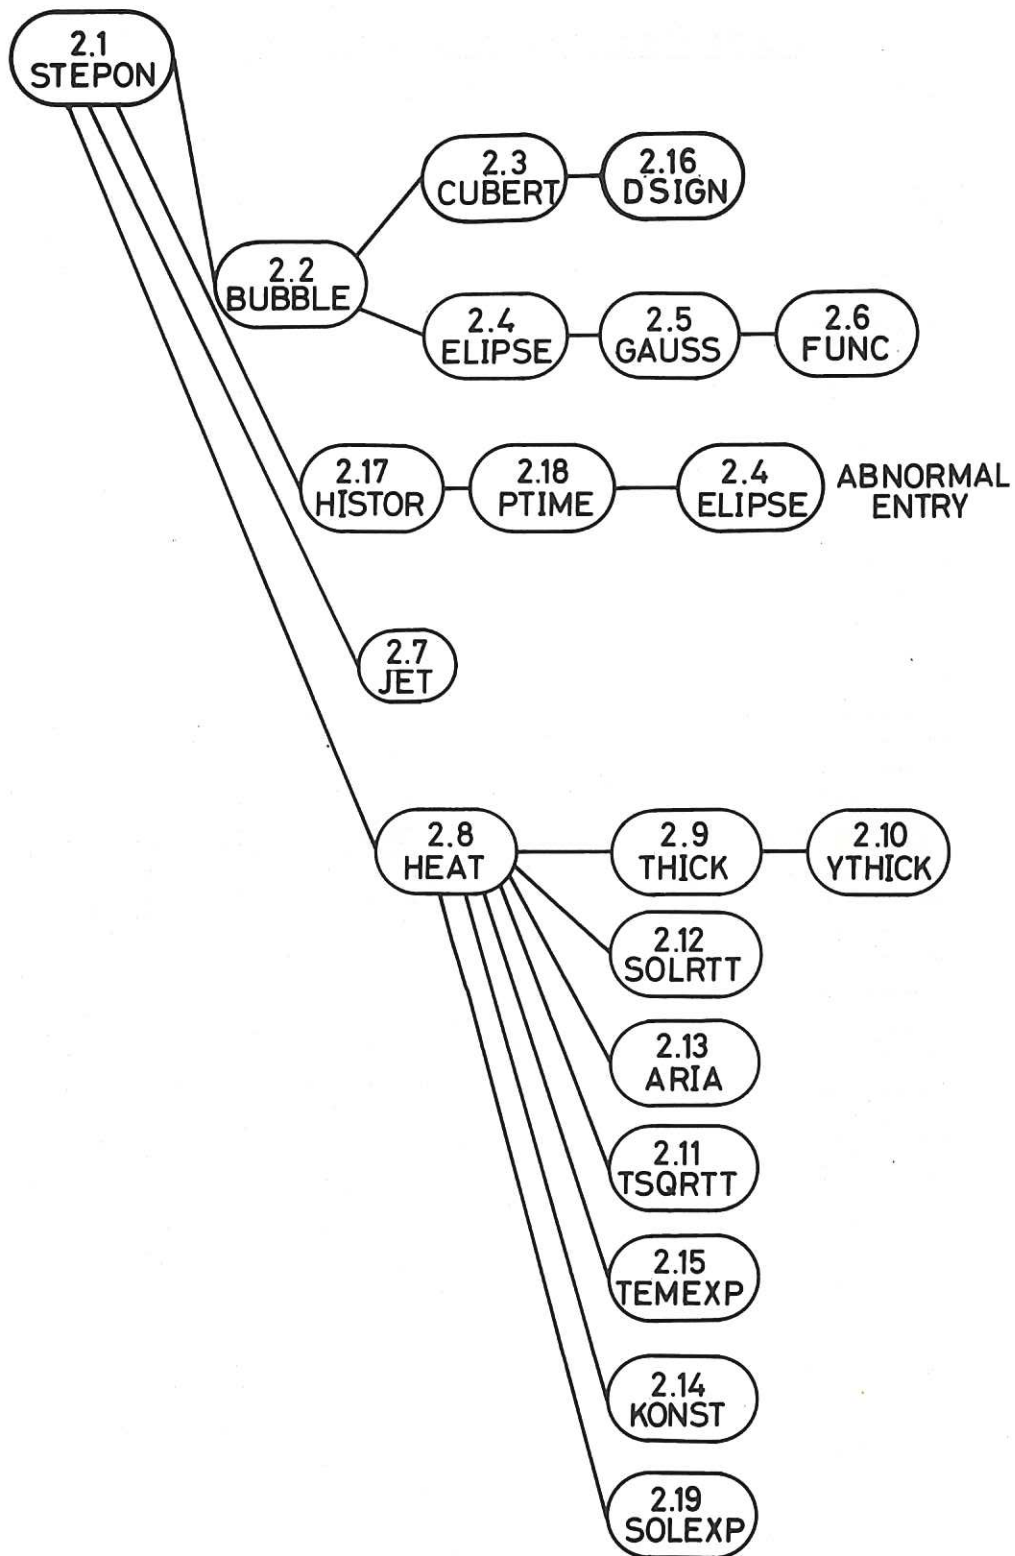 2.1
STEPON
2.3
CUBERT
2.16
DSIGN
2.2
BUBBLE
2.4
ELIPSE
2.5
GAUSS
2.6
FUNC
2.17
HISTOR
2.18
PTIME
2.4
ELIPSE
ABNORMAL
ENTRY
2.7
JET
2.8
HEAT
2.9
THICK
2.10
YTHICK
2.12
SOLRTT
2.13
ARIA
2.11
TSQRTT
2.15
TEMEXP
2.14
KONST
2.19
SOLEXP